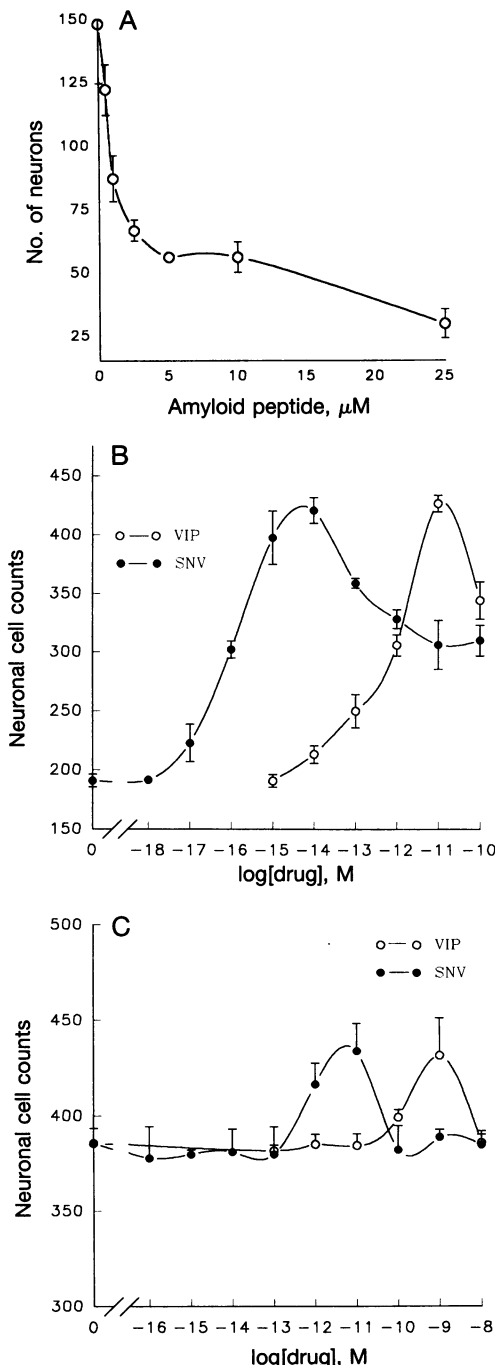 A
No. of neurons
150
125
100
75
50
25
0 5 10 15 20 25
Amyloid peptide, μM
B
Neuronal cell counts
450
400
350
300
250
200
150
VIP
SNV
0 -18 -17 -16 -15 -14 -13 -12 -11 -10
log[drug], M
C
Neuronal cell counts
500
450
400
350
300
VIP
SNV
0 -16 -15 -14 -13 -12 -11 -10 -9 -8
log[drug], M